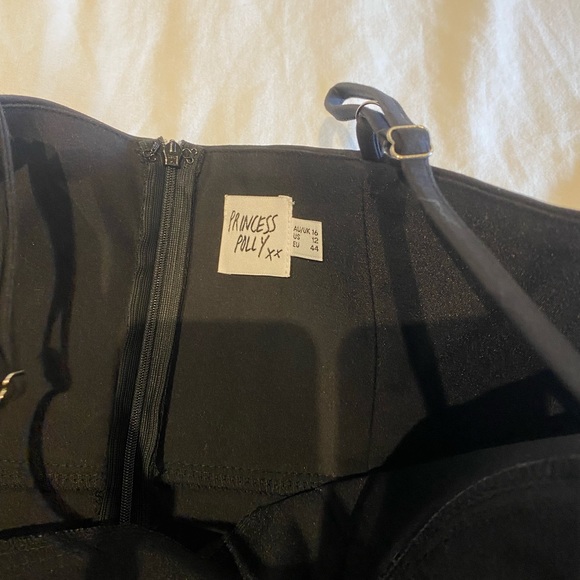 PRINCESS
POLLY xx
AU/UK 16
US 12
EU 44